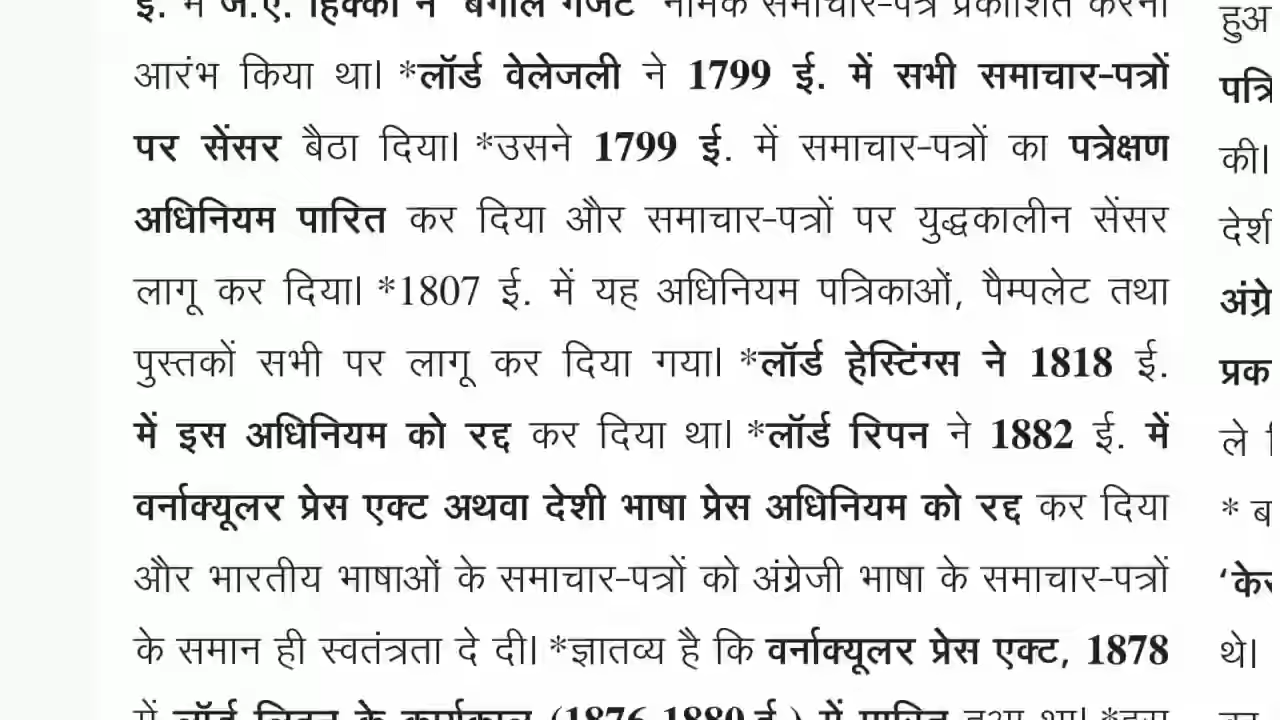 ई. में जे.ए. हिक्की ने 'बंगाल गजट' नामक समाचार-पत्र प्रकाशित करना
आरंभ किया था। *लॉर्ड वेलेजली ने 1799 ई. में सभी समाचार-पत्रों
पर सेंसर बैठा दिया। *उसने 1799 ई. में समाचार-पत्रों का पत्रेक्षण
अधिनियम पारित कर दिया और समाचार-पत्रों पर युद्धकालीन सेंसर
लागू कर दिया। *1807 ई. में यह अधिनियम पत्रिकाओं, पैम्पलेट तथा
पुस्तकों सभी पर लागू कर दिया गया। *लॉर्ड हेस्टिंग्स ने 1818 ई.
में इस अधिनियम को रद्द कर दिया था। *लॉर्ड रिपन ने 1882 ई. में
वर्नाक्यूलर प्रेस एक्ट अथवा देशी भाषा प्रेस अधिनियम को रद्द कर दिया
और भारतीय भाषाओं के समाचार-पत्रों को अंग्रेजी भाषा के समाचार-पत्रों
के समान ही स्वतंत्रता दे दी। *ज्ञातव्य है कि वर्नाक्यूलर प्रेस एक्ट, 1878
में लॉर्ड लिटन के कार्यकाल (1876-1880 ई.) में पारित हुआ था। *इस
की।
ले
*
थे।